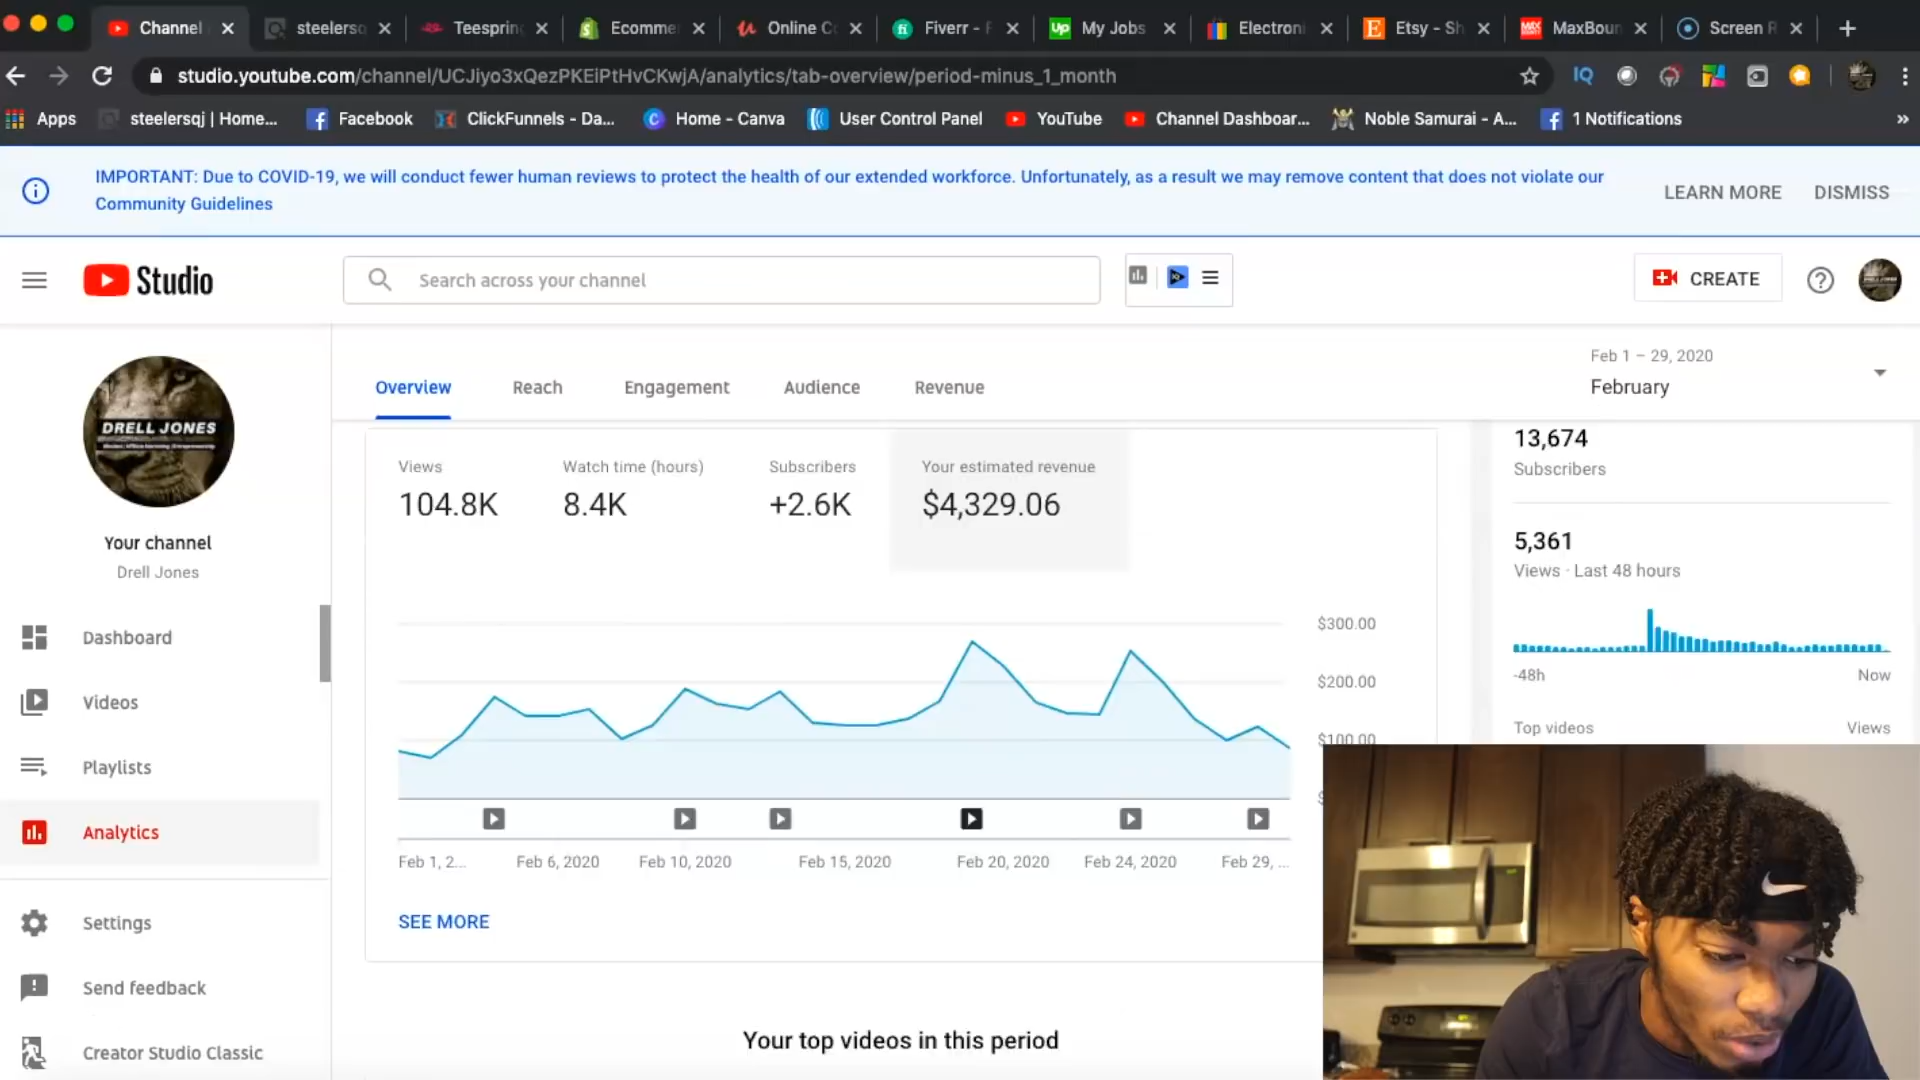 Channel
steelersq
Teespring
Ecomme
Online Co
Fiverr - F
My Jobs
Electroni
Etsy - Sh
MaxBoun
Screen R
studio.youtube.com/channel/UCJiyo3xQezPKEiPtHvCKwjA/analytics/tab-overview/period-minus_1_month
Apps
steelersqj | Home...
Facebook
ClickFunnels - Da...
Home - Canva
User Control Panel
YouTube
Channel Dashboar...
Noble Samurai - A...
1 Notifications
IMPORTANT: Due to COVID-19, we will conduct fewer human reviews to protect the health of our extended workforce. Unfortunately, as a result we may remove content that does not violate our
Community Guidelines
LEARN MORE
DISMISS
Studio
Search across your channel
CREATE
Feb 1 – 29, 2020
February
Overview
Reach
Engagement
Audience
Revenue
DRELL JONES
Your channel
Drell Jones
Dashboard
Videos
Playlists
Analytics
Settings
Send feedback
Creator Studio Classic
Views
104.8K
Watch time (hours)
8.4K
Subscribers
+2.6K
Your estimated revenue
$4,329.06
$300.00
$200.00
$100.00
Feb 1, 2...
Feb 6, 2020
Feb 10, 2020
Feb 15, 2020
Feb 20, 2020
Feb 24, 2020
Feb 29, ...
SEE MORE
Your top videos in this period
13,674
Subscribers
5,361
Views · Last 48 hours
-48h
Now
Top videos
Views